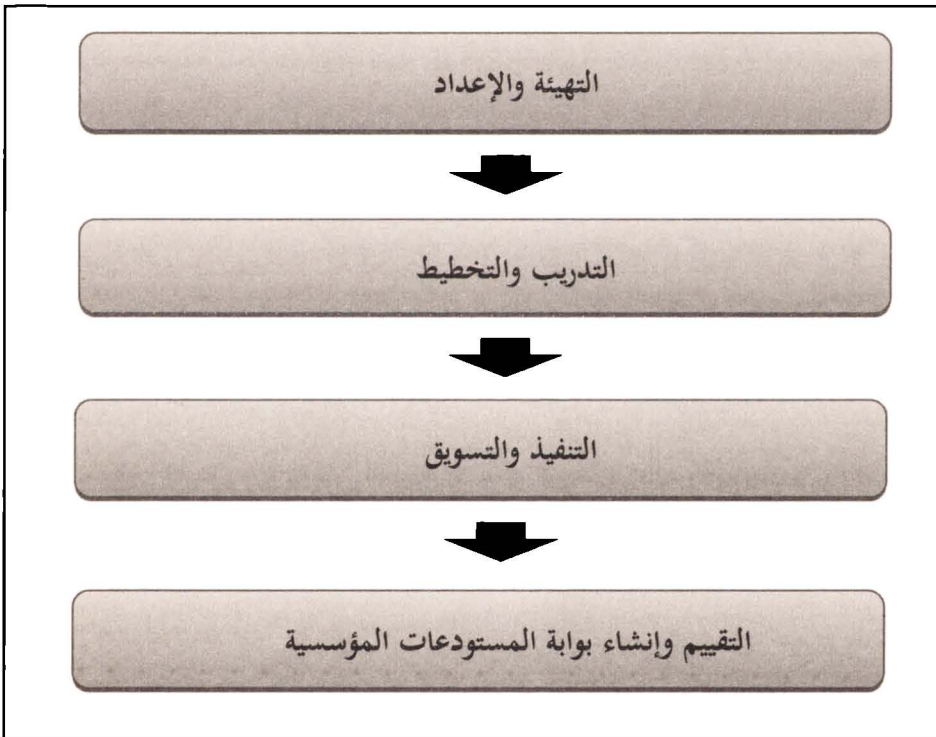 التهيئة والإعداد
التدريب والتخطيط
التنفيذ والتسويق
التقييم وإنشاء بوابة المستودعات المؤسسية